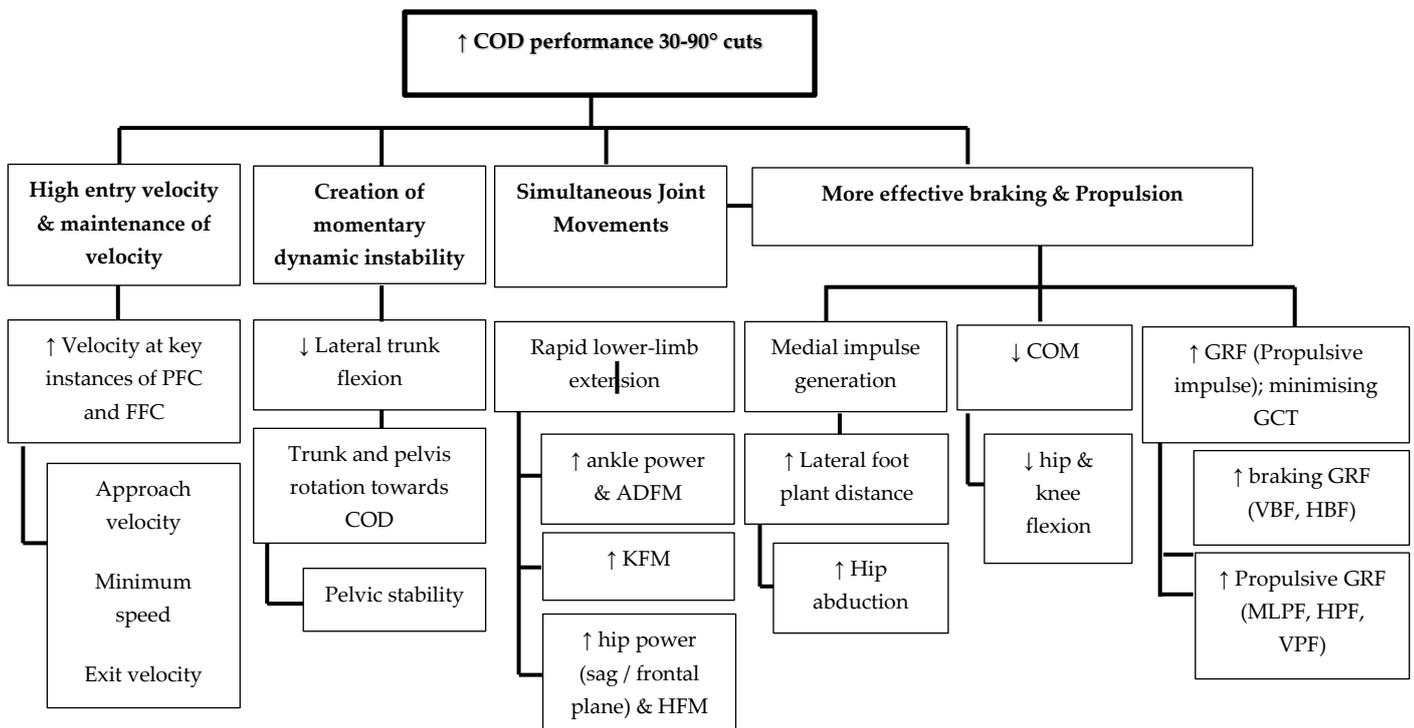 ↑ COD performance 30-90° cuts
High entry velocity
& maintenance of
velocity
Creation of
momentary
dynamic instability
Simultaneous Joint
Movements
More effective braking & Propulsion
↑ Velocity at key
instances of PFC
and FFC
Approach
velocity
Minimum
speed
Exit velocity
↓ Lateral trunk
flexion
Trunk and pelvis
rotation towards
COD
Pelvic stability
Rapid lower-limb
extension
↑ ankle power
& ADFM
↑ KFM
↑ hip power
(sag / frontal
plane) & HFM
Medial impulse
generation
↑ Lateral foot
plant distance
↑ Hip
abduction
↓ COM
↓ hip &
knee
flexion
↑ GRF (Propulsive
impulse); minimising
GCT
↑ braking GRF
(VBF, HBF)
↑ Propulsive GRF
(MLPF, HPF,
VPF)